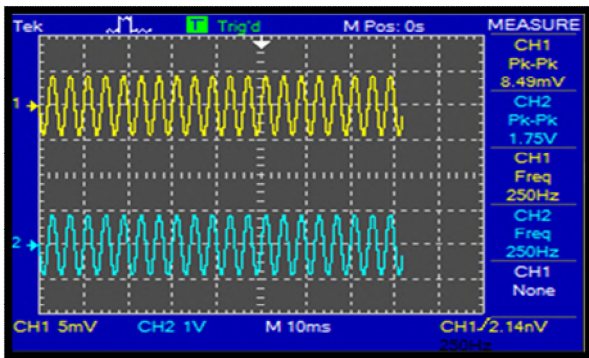 Tek T Trig'd M Pos: 0s MEASURE
CH1
Pk-Pk
8.49mV
CH2
Pk-Pk
1.75V
CH1
Freq
250Hz
CH2
Freq
250Hz
CH1
None
1
2
CH1 5mV CH2 1V M 10ms CH1 2.14nV
250Hz